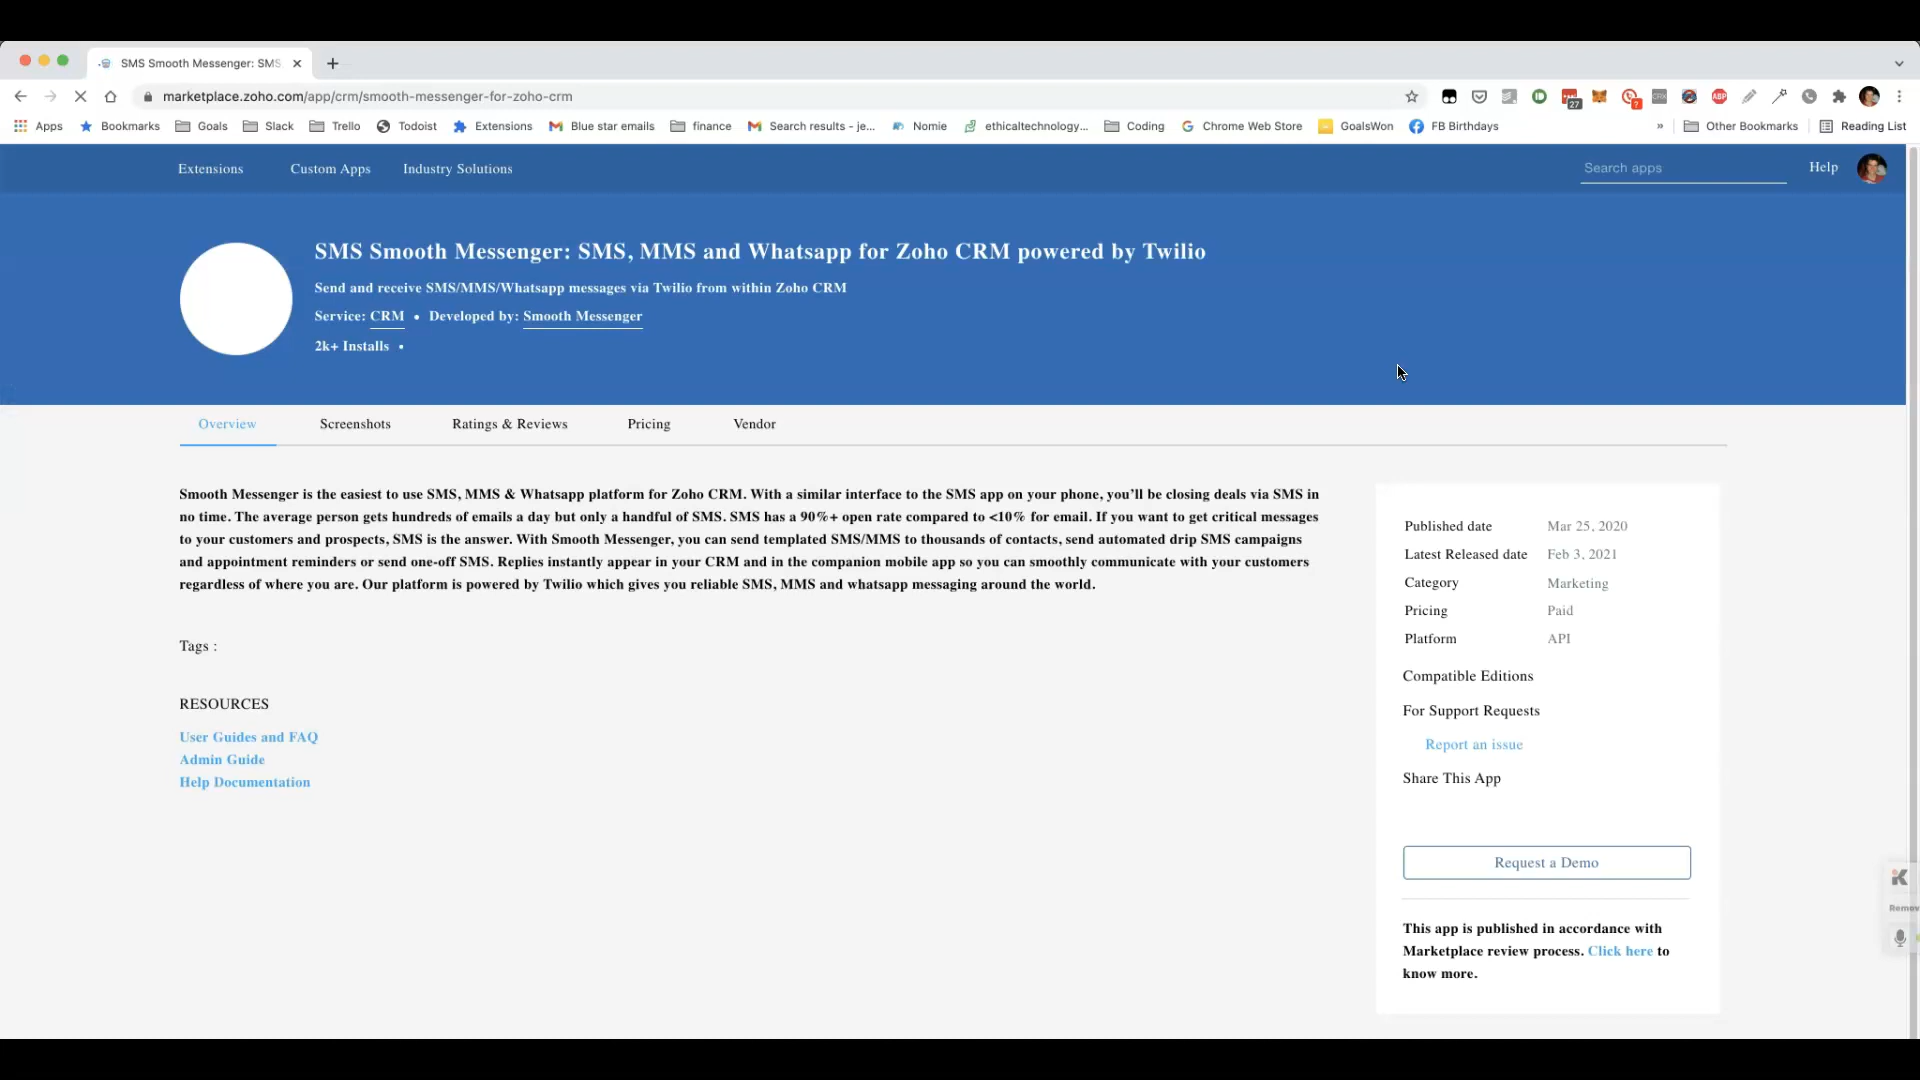 SMS Smooth Messenger: SMS
marketplace.zoho.com/app/crm/smooth-messenger-for-zoho-crm
27
?
CRX
ABP
Apps
Bookmarks
Goals
Slack
Trello
Todoist
Extensions
Blue star emails
finance
Search results - je...
Nomie
ethicaltechnology...
Coding
Chrome Web Store
GoalsWon
FB Birthdays
»
Other Bookmarks
Reading List
Extensions
Custom Apps
Industry Solutions
Search apps
Help
SMS Smooth Messenger: SMS, MMS and Whatsapp for Zoho CRM powered by Twilio
Send and receive SMS/MMS/Whatsapp messages via Twilio from within Zoho CRM
Service: CRM • Developed by: Smooth Messenger
2k+ Installs •
Overview
Screenshots
Ratings & Reviews
Pricing
Vendor
Smooth Messenger is the easiest to use SMS, MMS & Whatsapp platform for Zoho CRM. With a similar interface to the SMS app on your phone, you'll be closing deals via SMS in
no time. The average person gets hundreds of emails a day but only a handful of SMS. SMS has a 90%+ open rate compared to <10% for email. If you want to get critical messages
to your customers and prospects, SMS is the answer. With Smooth Messenger, you can send templated SMS/MMS to thousands of contacts, send automated drip SMS campaigns
and appointment reminders or send one-off SMS. Replies instantly appear in your CRM and in the companion mobile app so you can smoothly communicate with your customers
regardless of where you are. Our platform is powered by Twilio which gives you reliable SMS, MMS and whatsapp messaging around the world.
Tags :
RESOURCES
User Guides and FAQ
Admin Guide
Help Documentation
Published date Mar 25, 2020
Latest Released date Feb 3, 2021
Category Marketing
Pricing Paid
Platform API
Compatible Editions
For Support Requests
Report an issue
Share This App
Request a Demo
This app is published in accordance with
Marketplace review process. Click here to
know more.
K
Remov